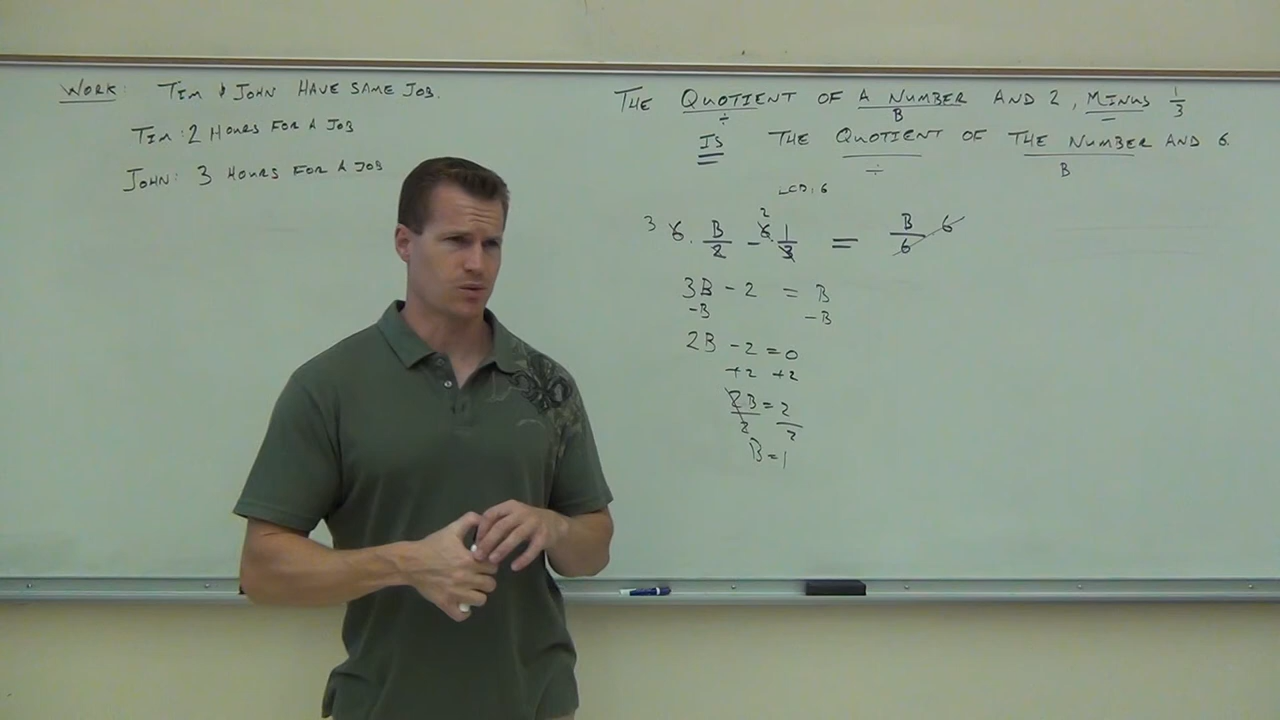 WORK: TIM & JOHN HAVE SAME JOB.
TIM: 2 HOURS FOR A JOB
JOHN: 3 HOURS FOR A JOB
THE QUOTIENT OF A NUMBER AND 2, MINUS 1/3
÷ B −
IS THE QUOTIENT OF THE NUMBER AND 6.
= ÷ B
LCD: 6
3 6 · B/2 − 2 6 · 1/3 = B/6 · 6
3B − 2 = B
−B −B
2B − 2 = 0
+2 +2
2B/2 = 2/2
B = 1